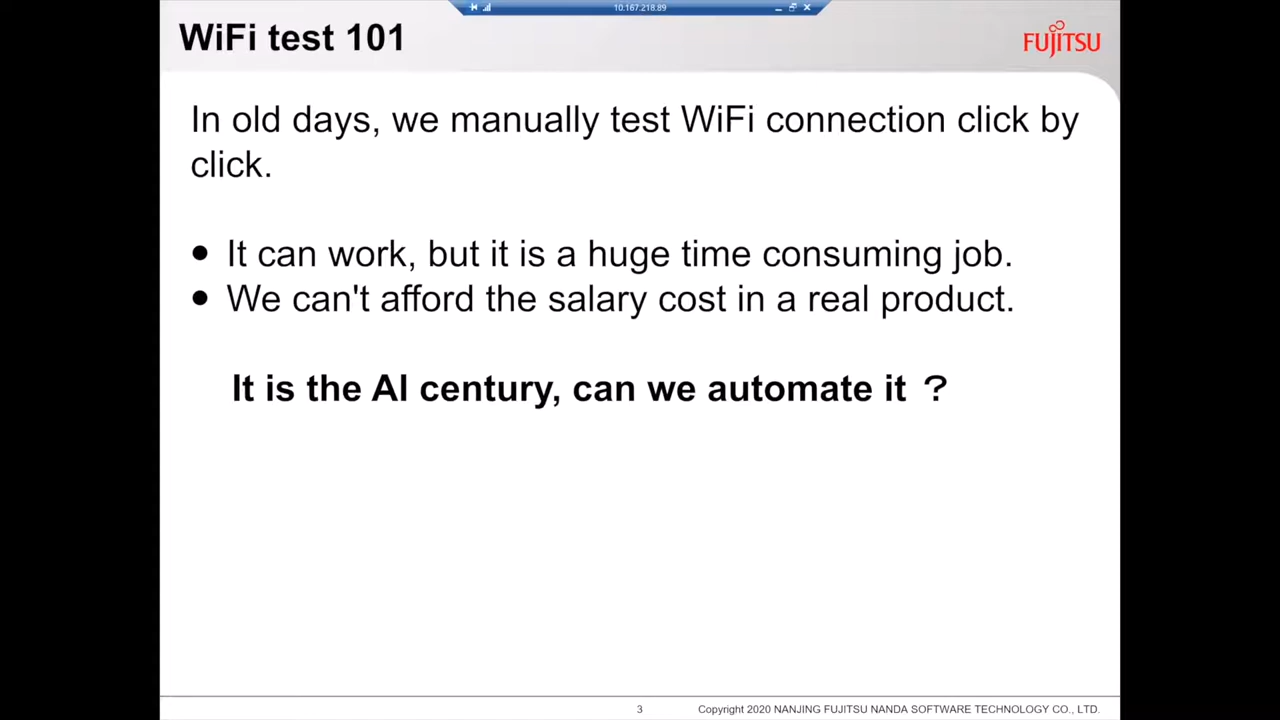 10.167.218.89
WiFi test 101
FUJITSU
In old days, we manually test WiFi connection click by
click.
● It can work, but it is a huge time consuming job.
● We can't afford the salary cost in a real product.
It is the AI century, can we automate it ？
3
Copyright 2020 NANJING FUJITSU NANDA SOFTWARE TECHNOLOGY CO., LTD.